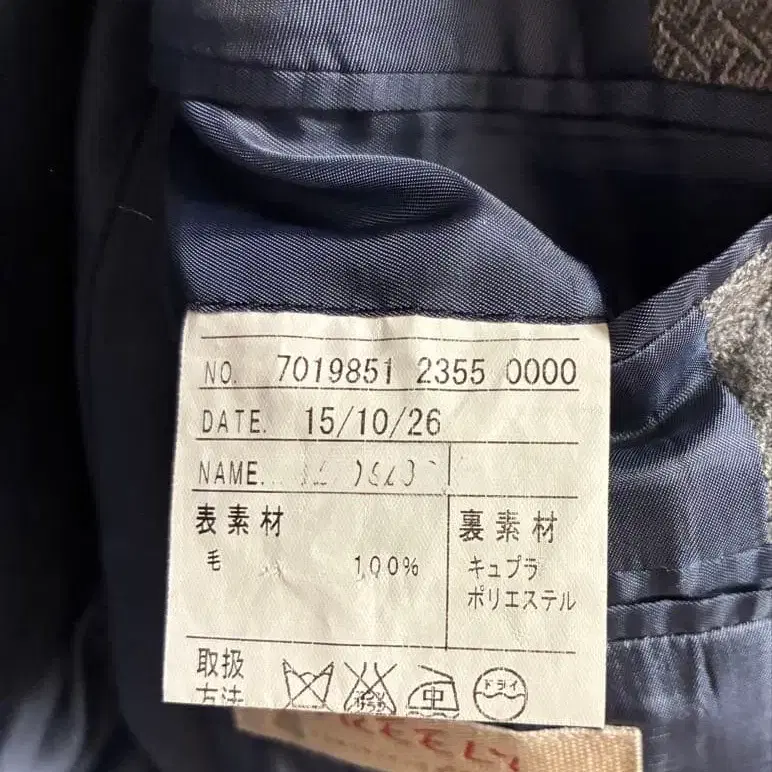 NO. 7019851 2355 0000
DATE. 15/10/26
NAME.
表素材
毛 100%
裏素材
キュプラ
ポリエステル
取扱
方法
中
ドライ